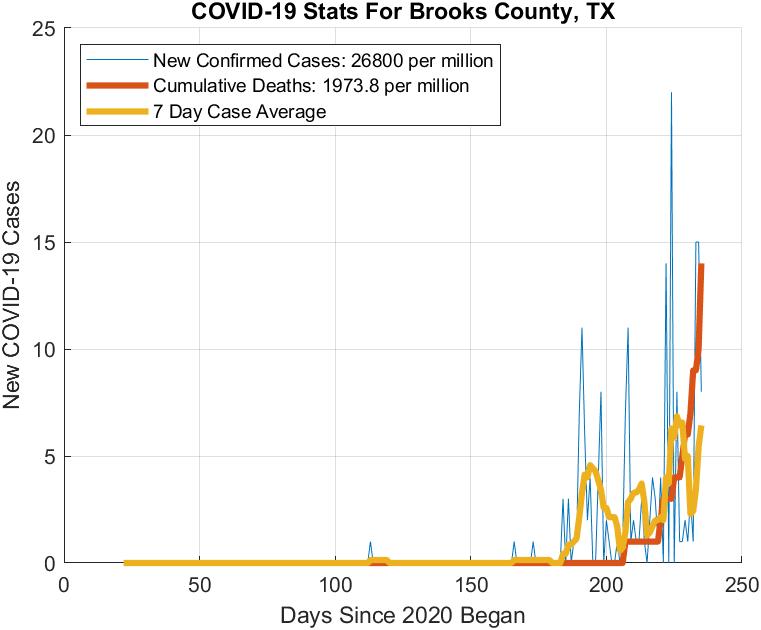 COVID-19 Stats For Brooks County, TX
25
New Confirmed Cases: 26800 per million
Cumulative Deaths: 1973.8 per million
7 Day Case Average
20
15
10
5
0
New COVID-19 Cases
0 50 100 150 200 250
Days Since 2020 Began